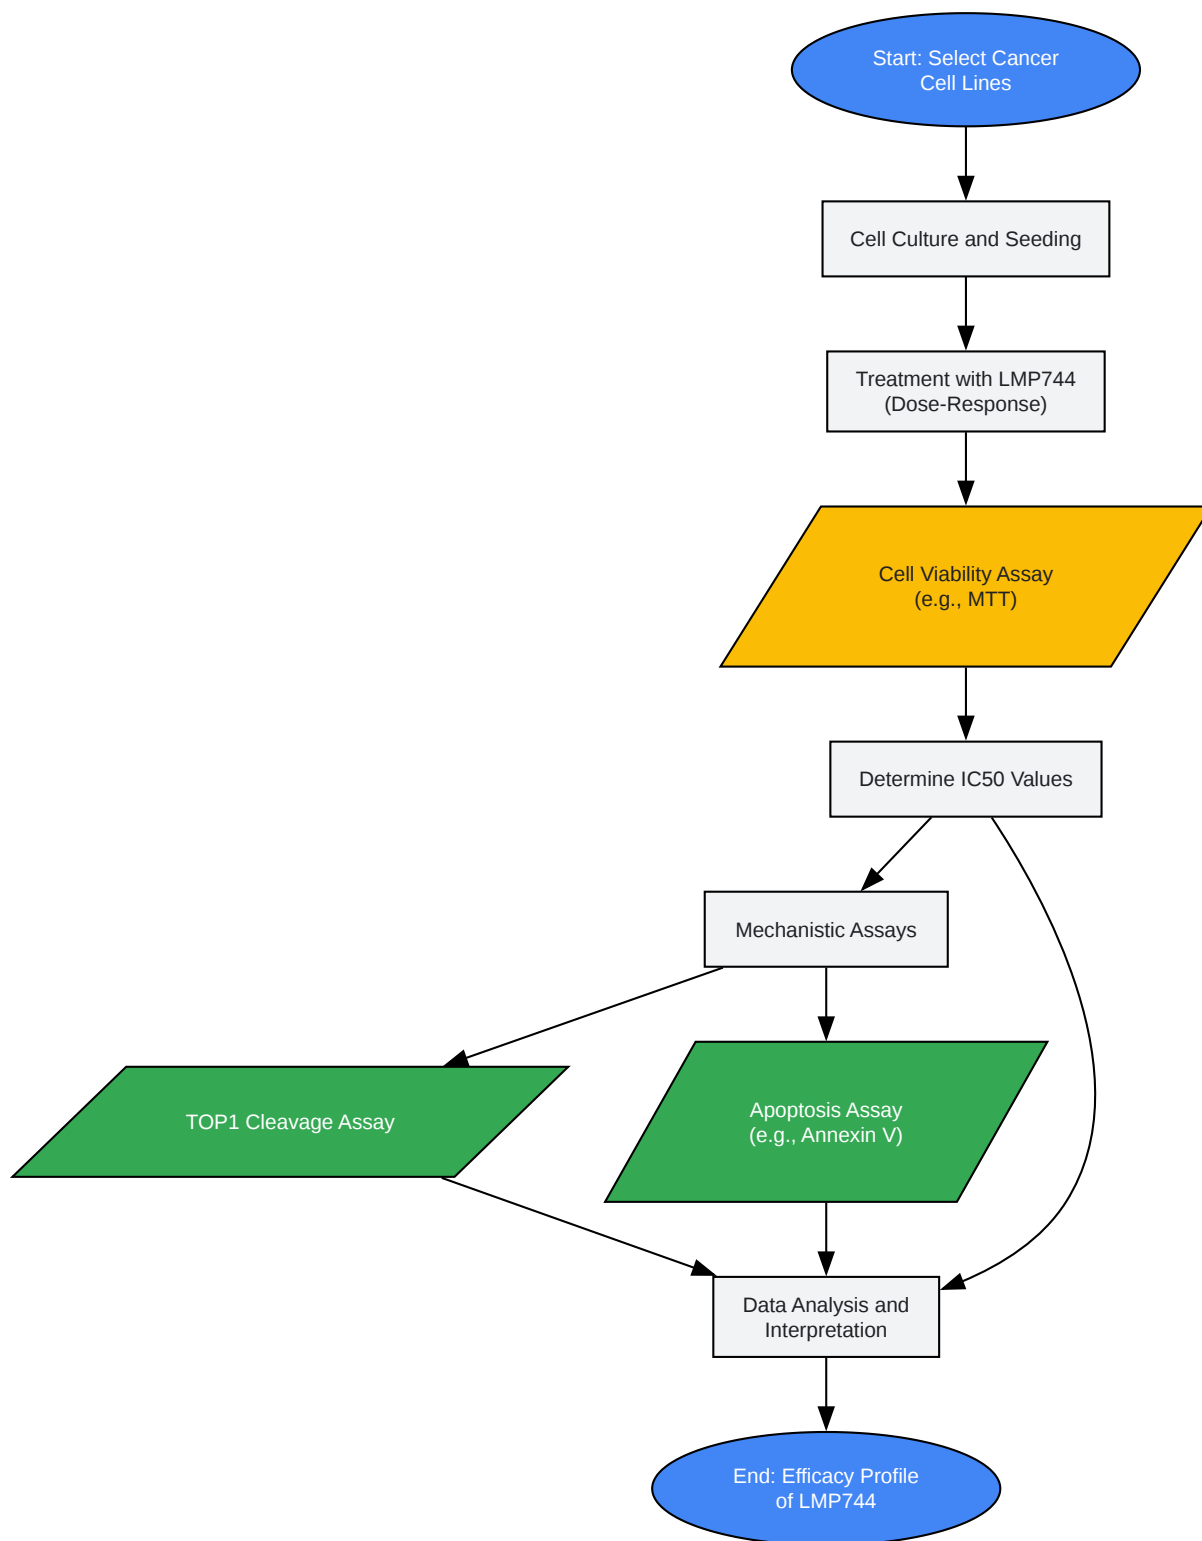 Start: Select Cancer
Cell Lines
Cell Culture and Seeding
Treatment with LMP744
(Dose-Response)
Cell Viability Assay
(e.g., MTT)
Determine IC50 Values
Mechanistic Assays
TOP1 Cleavage Assay
Apoptosis Assay
(e.g., Annexin V)
Data Analysis and
Interpretation
End: Efficacy Profile
of LMP744